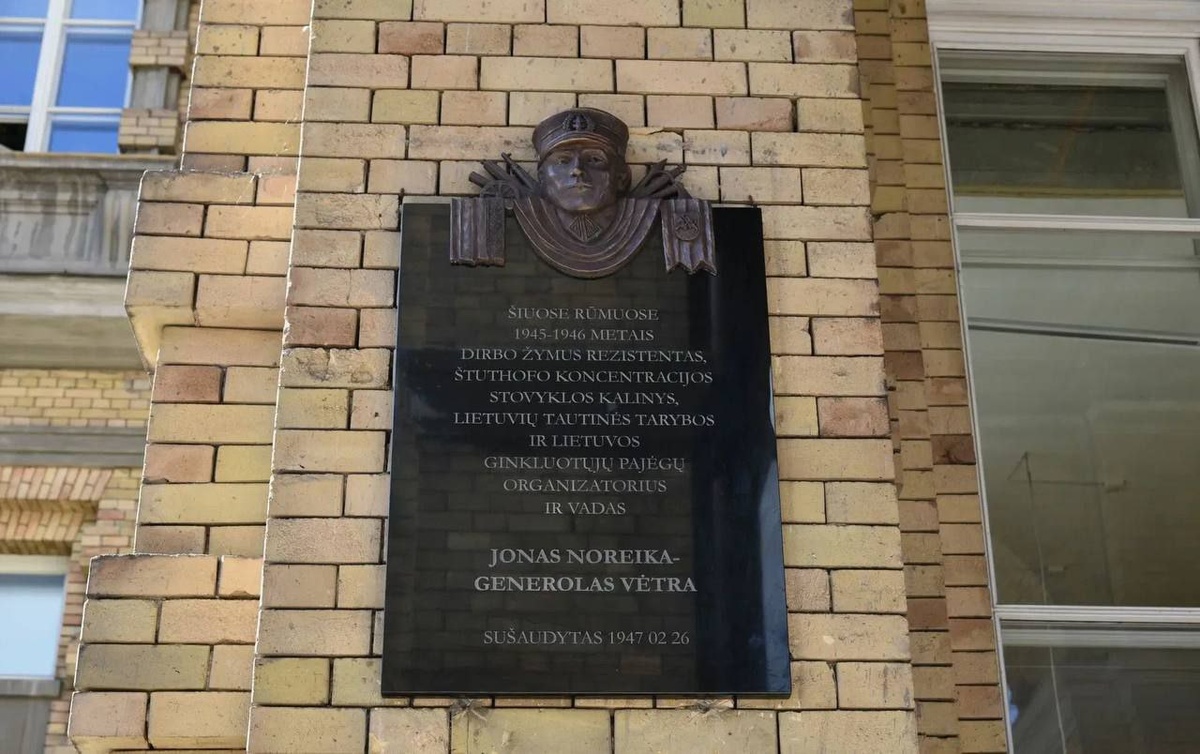 ŠIUOSE RŪMUOSE
1945-1946 METAIS
DIRBO ŽYMUS REZISTENTAS,
ŠTUTHOFO KONCENTRACIJOS
STOVYKLOS KALINYS,
LIETUVIŲ TAUTINĖS TARYBOS
IR LIETUVOS
GINKLUOTŲJŲ PAJĖGŲ
ORGANIZATORIUS
IR VADAS
JONAS NOREIKA-
GENEROLAS VĖTRA
SUŠAUDYTAS 1947 02 26